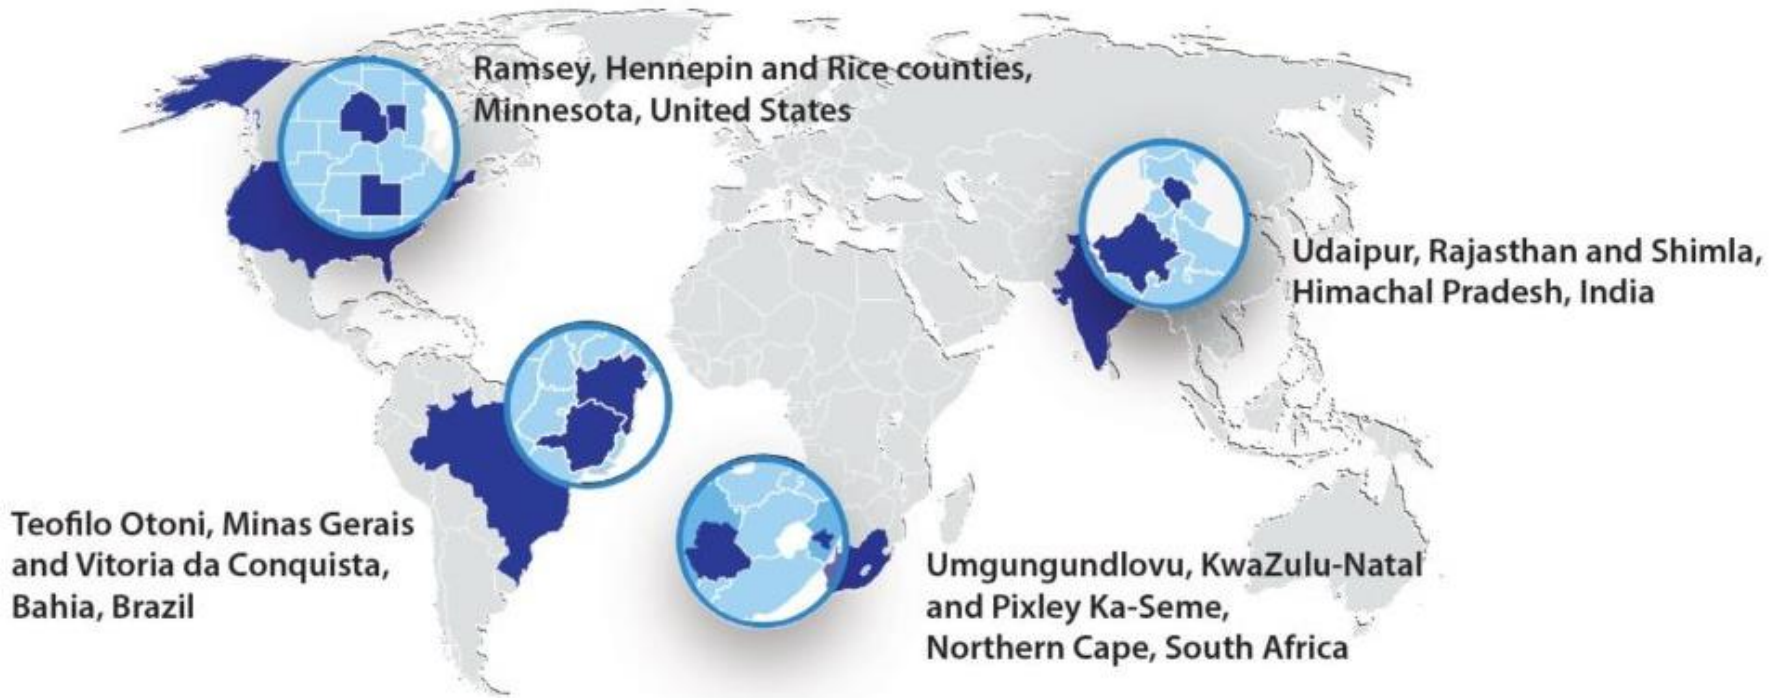 Ramsey, Hennepin and Rice counties,
Minnesota, United States
Udaipur, Rajasthan and Shimla,
Himachal Pradesh, India
Teofilo Otoni, Minas Gerais
and Vitoria da Conquista,
Bahia, Brazil
Umgungundlovu, KwaZulu-Natal
and Pixley Ka-Seme,
Northern Cape, South Africa